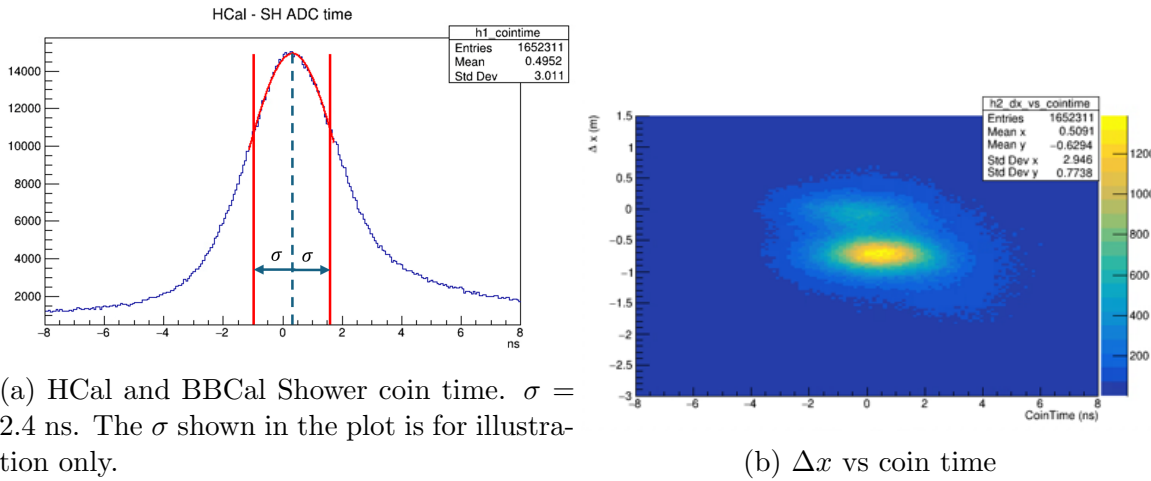 HCal - SH ADC time
h1_cointime
Entries 1652311
Mean 0.4952
Std Dev 3.011
14000
12000
10000
8000
6000
4000
2000
σ σ
−8 −6 −4 −2 0 2 4 6 8
ns
(a) HCal and BBCal Shower coin time. σ =
2.4 ns. The σ shown in the plot is for illustra-
tion only.
h2_dx_vs_cointime
Entries 1652311
Mean x 0.5091
Mean y −0.6294
Std Dev x 2.946
Std Dev y 0.7738
Δ x (m)
1.5
1
0.5
0
−0.5
−1
−1.5
−2
−2.5
−3
−8 −6 −4 −2 0 2 4 6 8
CoinTime (ns)
1200
1000
800
600
400
200
(b) Δx vs coin time